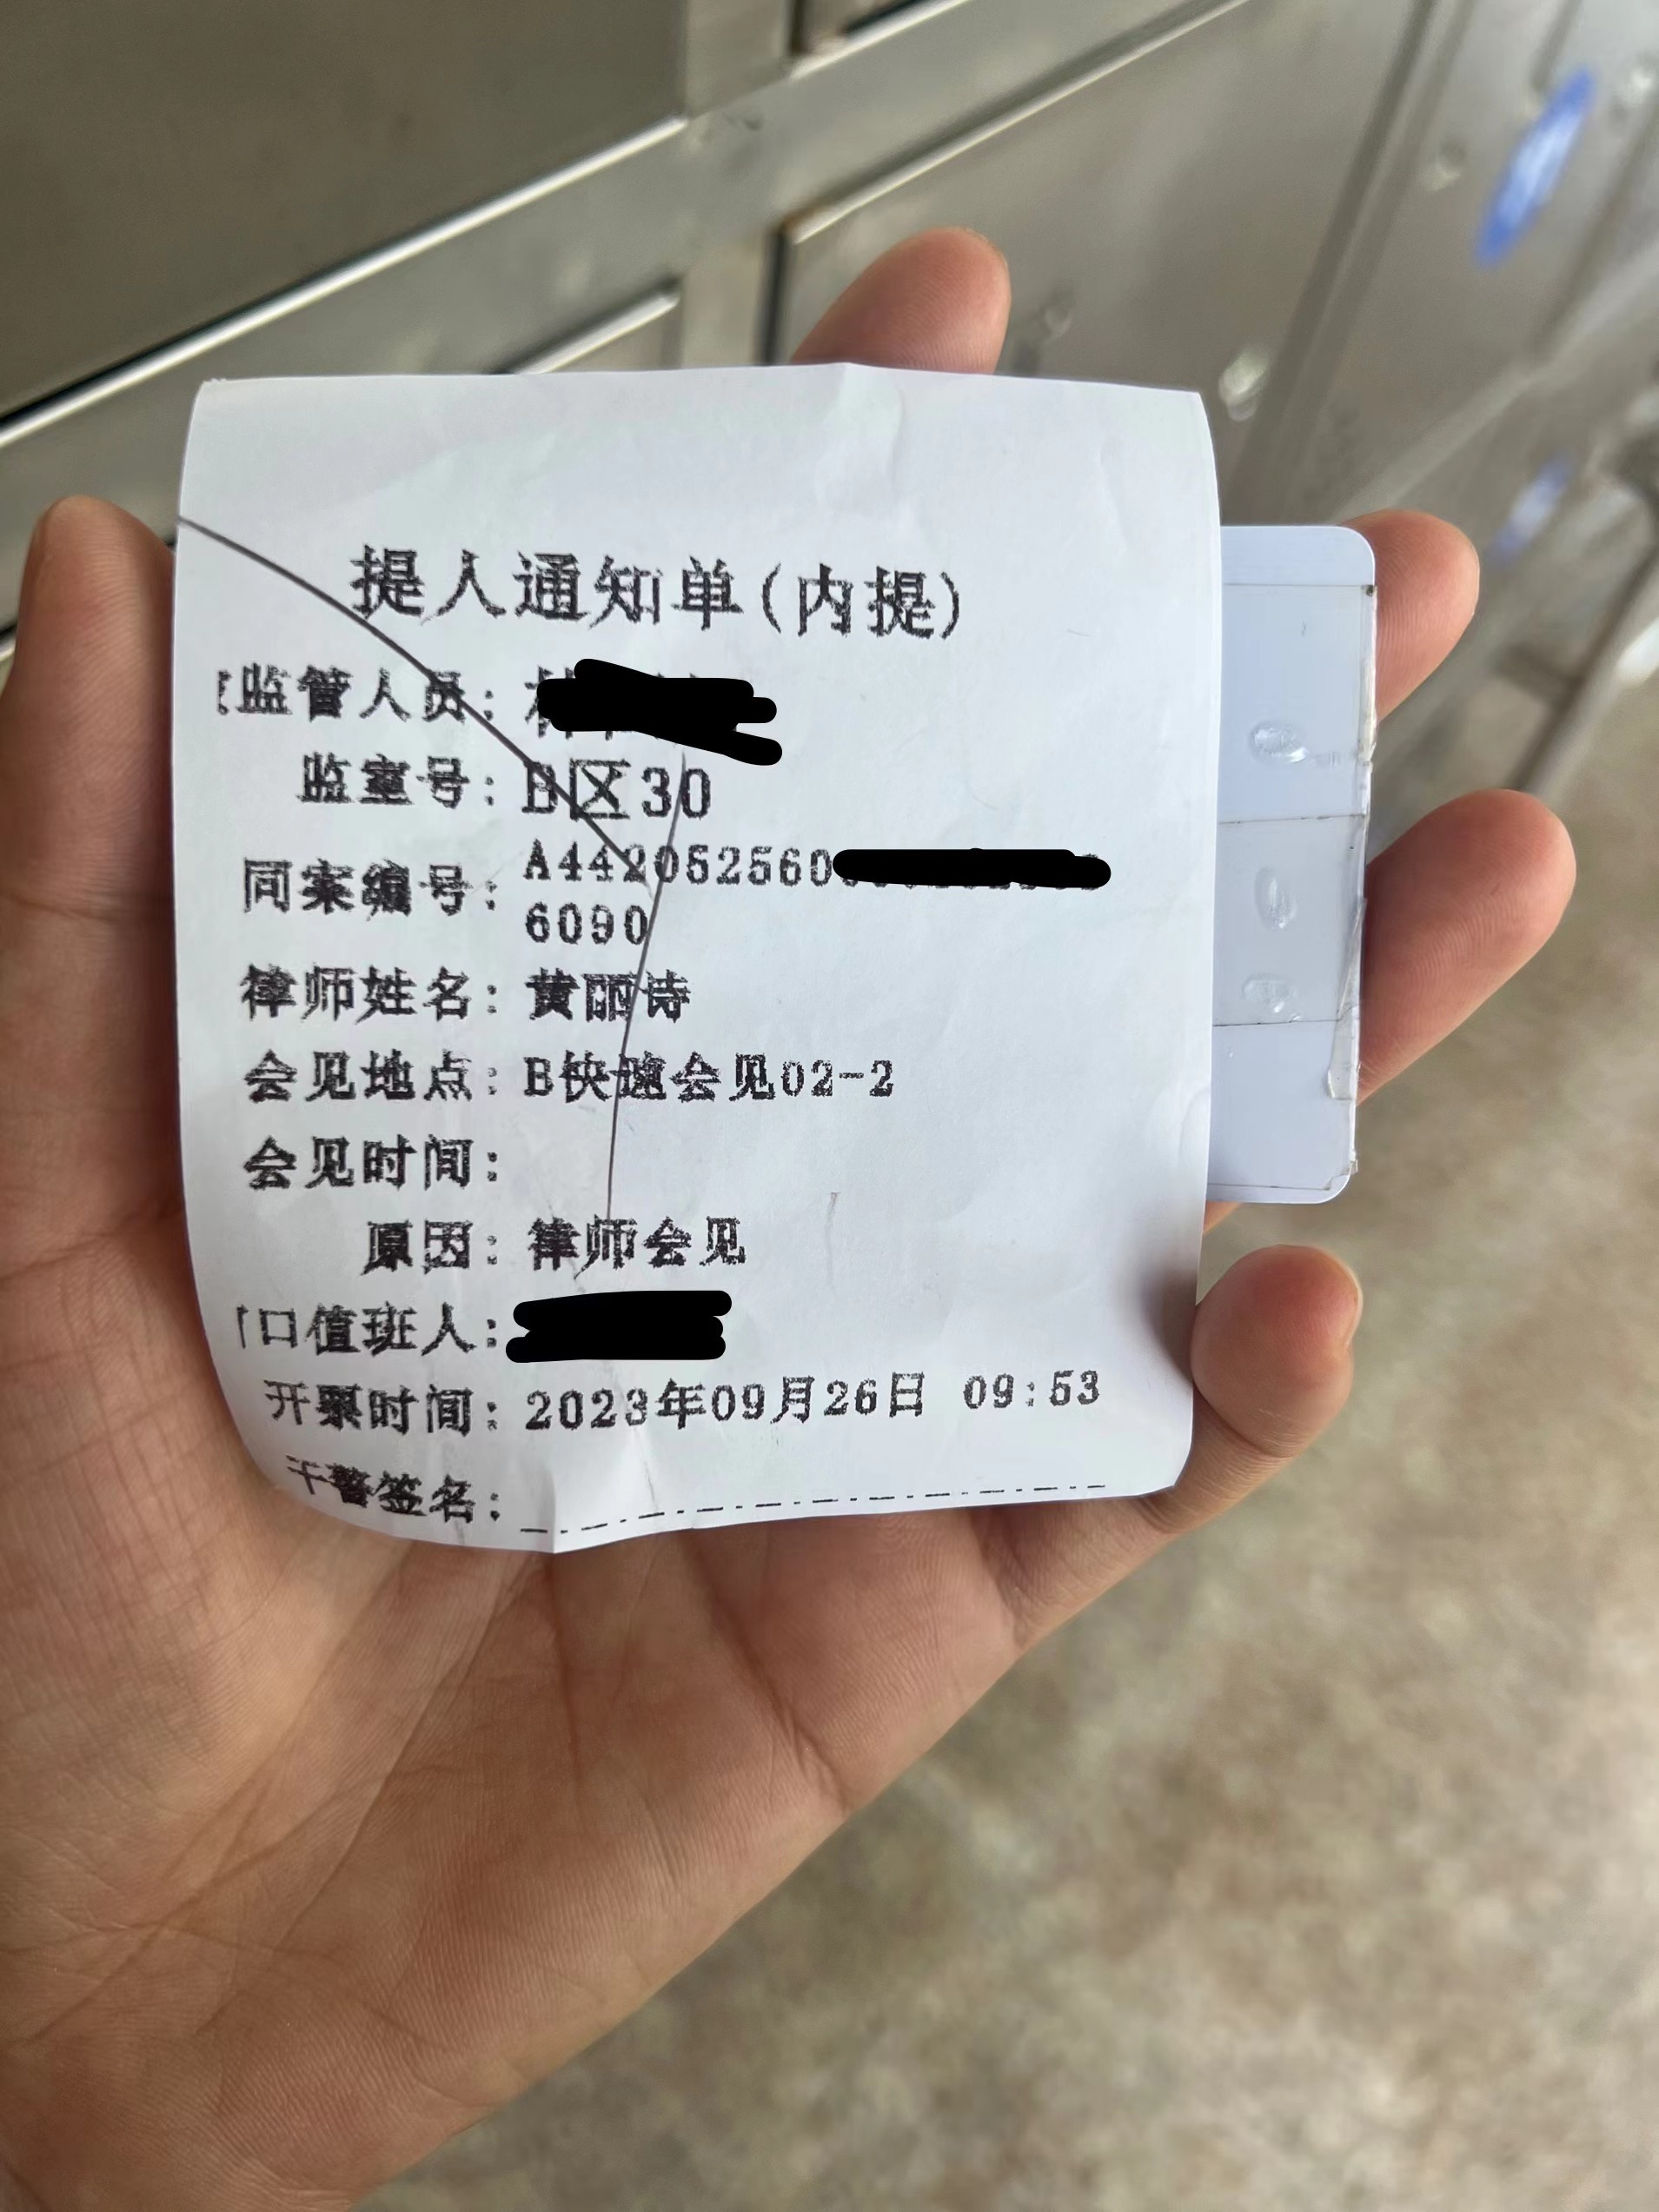 提人通知单(内提)
监管人员:
监室号: B区30
同案编号: A442052560
6090
律师姓名: 黄丽诗
会见地点: B快速会见02-2
会见时间:
原因: 律师会见
口值班人:
开票时间: 2023年09月26日 09:53
干警签名: